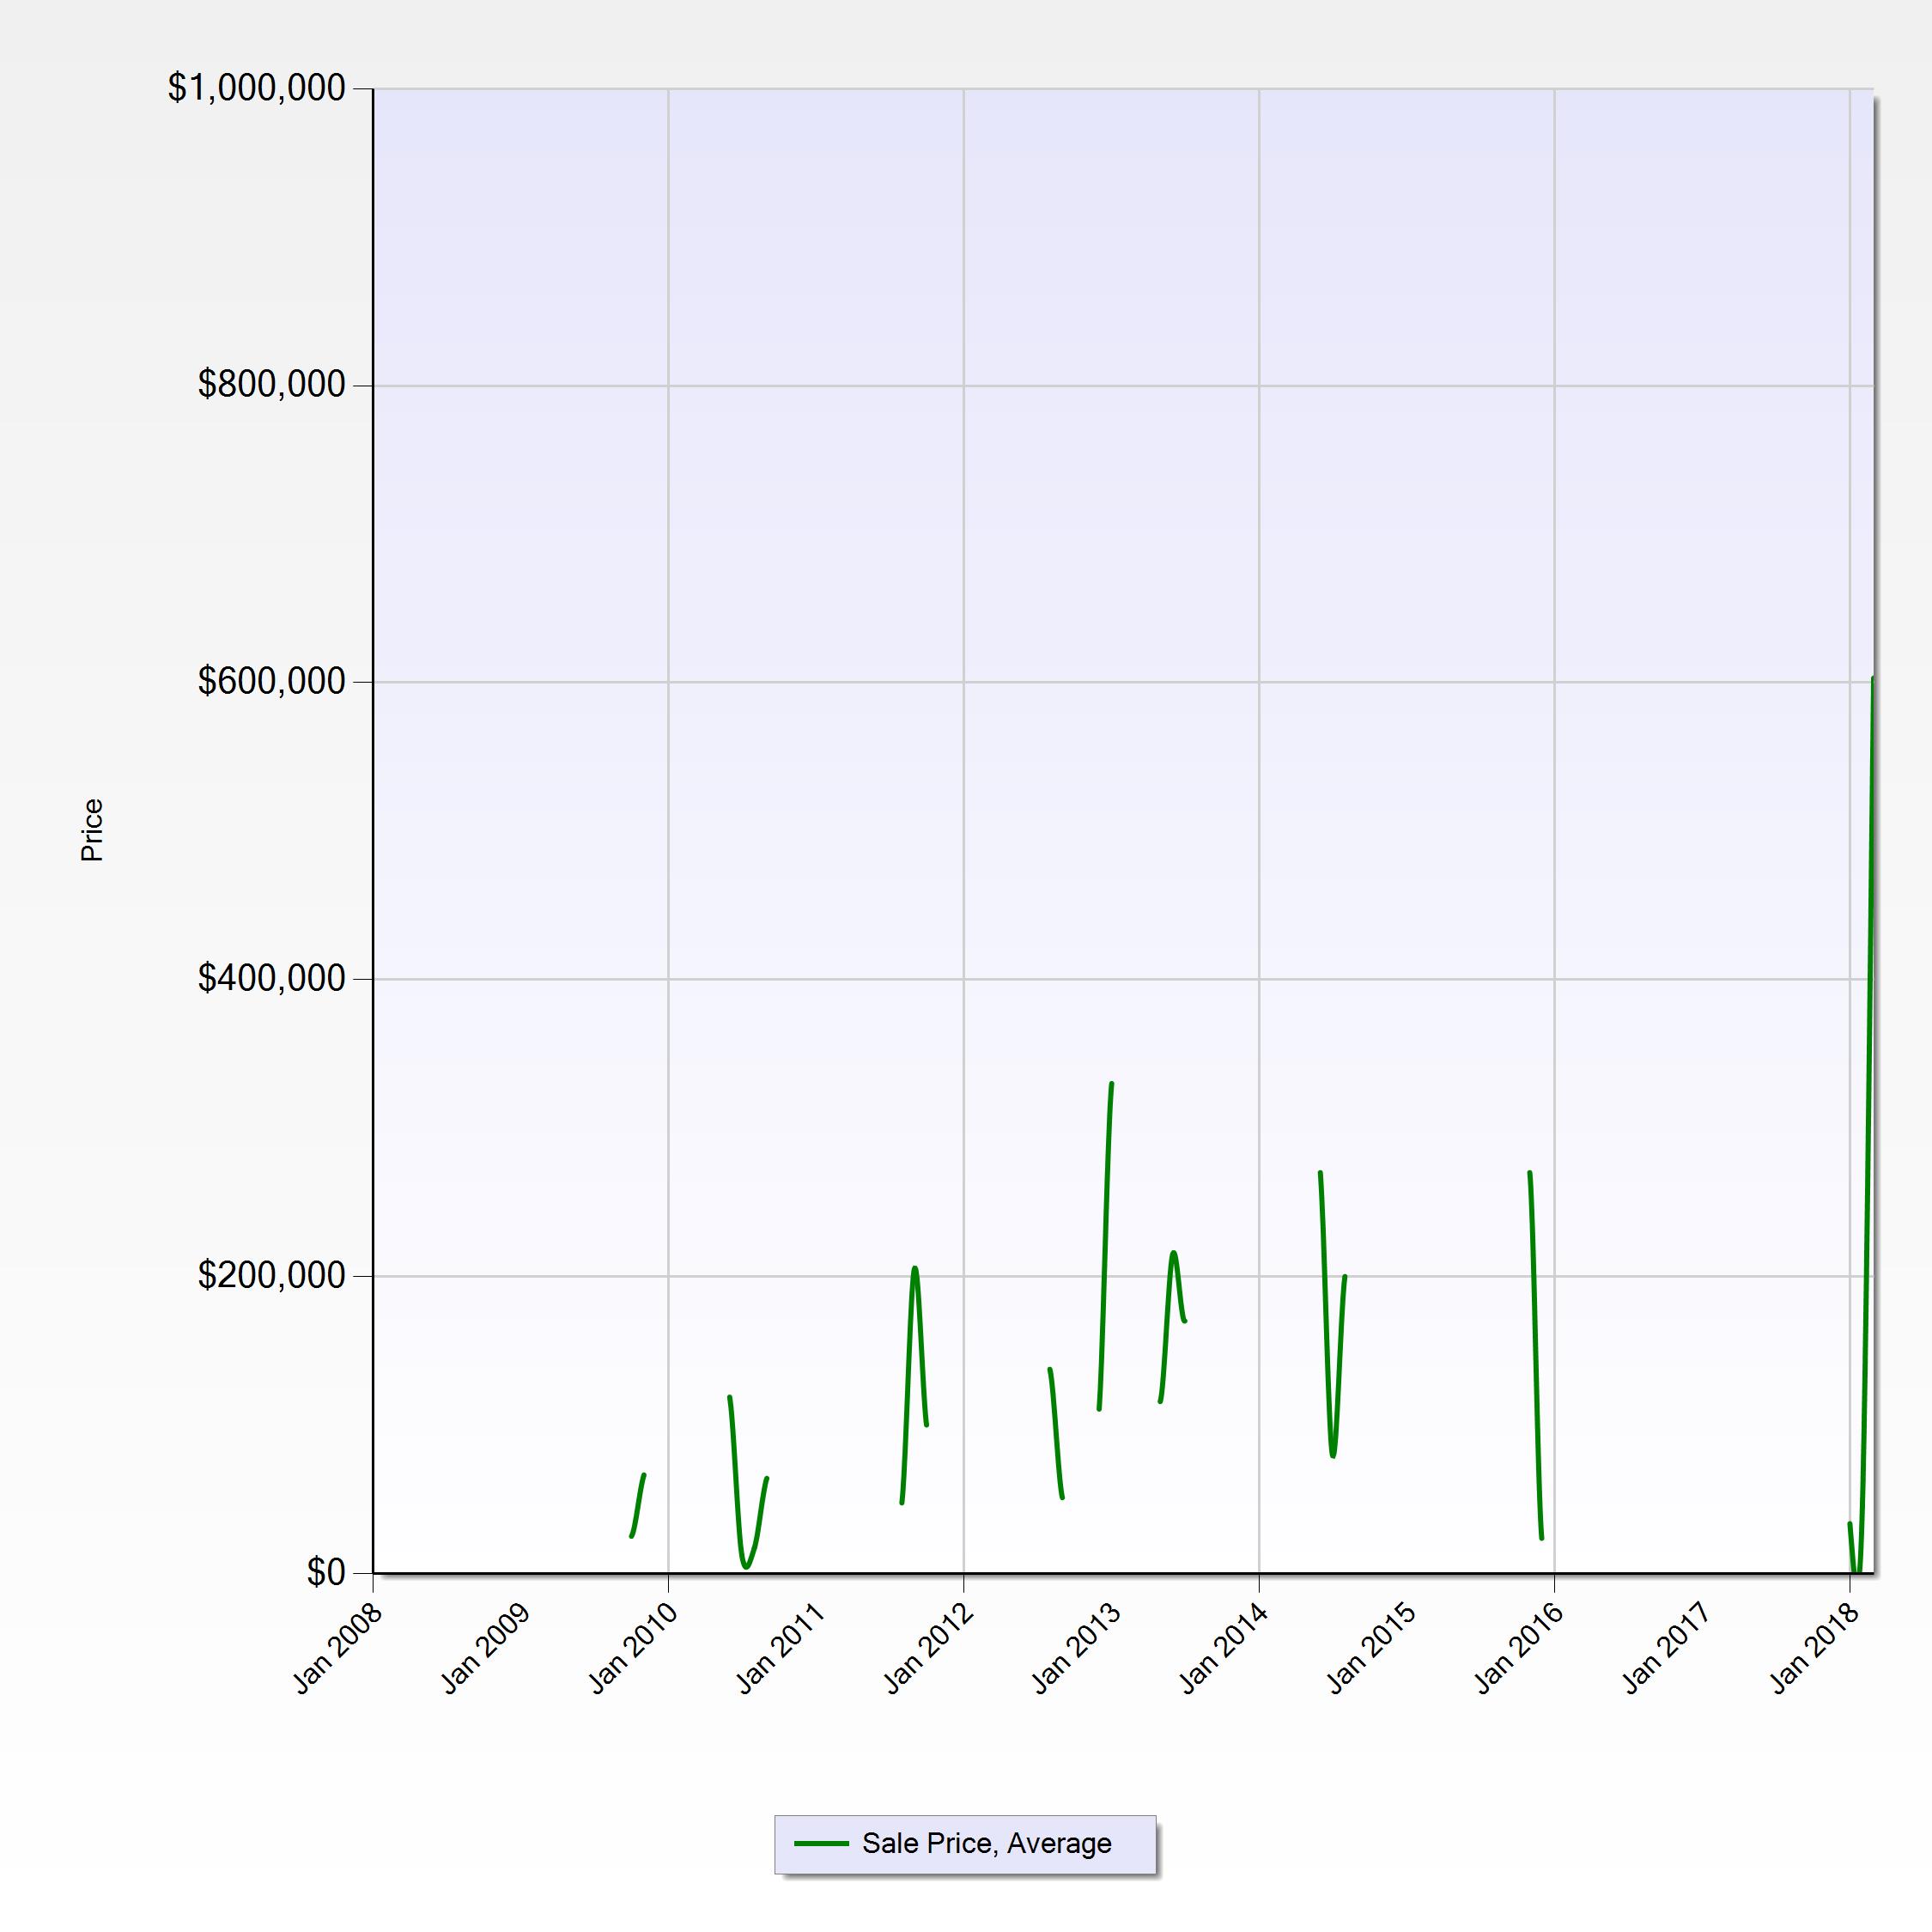 $1,000,000
$800,000
$600,000
$400,000
$200,000
$0
Price
Jan 2008
Jan 2009
Jan 2010
Jan 2011
Jan 2012
Jan 2013
Jan 2014
Jan 2015
Jan 2016
Jan 2017
Jan 2018
Sale Price, Average